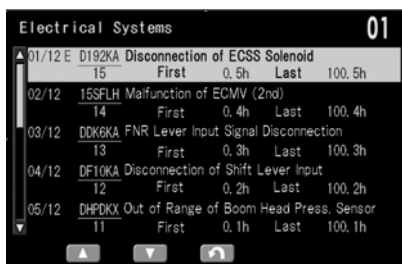 Electrical Systems 01
01/12 E D192KA Disconnection of ECSS Solenoid
15 First 0.5h Last 100.5h
02/12 15SFLH Malfunction of ECMV (2nd)
14 First 0.4h Last 100.4h
03/12 DDK6KA FNR Lever Input Signal Disconnection
13 First 0.3h Last 100.3h
04/12 DF10KA Disconnection of Shift Lever Input
12 First 0.2h Last 100.2h
05/12 DHPDKX Out of Range of Boom Head Press. Sensor
11 First 0.1h Last 100.1h